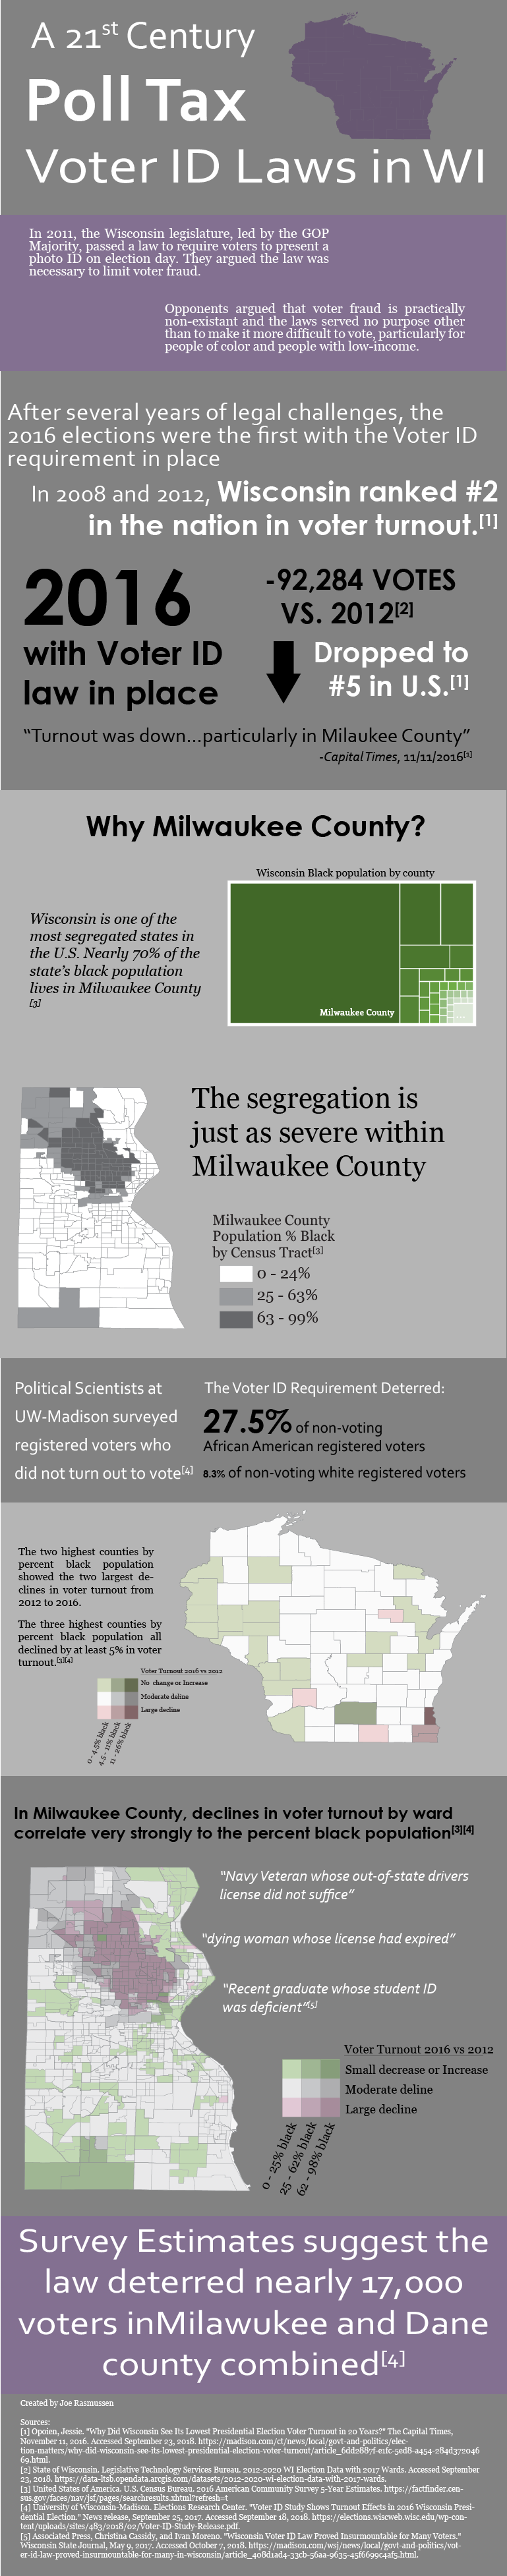 A 21st Century
Poll Tax
Voter ID Laws in WI
In 2011, the Wisconsin legislature, led by the GOP
Majority, passed a law to require voters to present a
photo ID on election day. They argued the law was
necessary to limit voter fraud.
Opponents argued that voter fraud is practically
non-existant and the laws served no purpose other
than to make it more difficult to vote, particularly for
people of color and people with low-income.
After several years of legal challenges, the
2016 elections were the first with the Voter ID
requirement in place
In 2008 and 2012, Wisconsin ranked #2
in the nation in voter turnout.[1]
2016
with Voter ID
law in place
-92,284 VOTES
VS. 2012[2]
Dropped to
#5 in U.S.[1]
"Turnout was down...particularly in Milaukee County"
-Capital Times, 11/11/2016[1]
Why Milwaukee County?
Wisconsin Black population by county
Wisconsin is one of the
most segregated states in
the U.S. Nearly 70% of the
state's black population
lives in Milwaukee County
[3]
Milwaukee County
The segregation is
just as severe within
Milwaukee County
Milwaukee County
Population % Black
by Census Tract[3]
0 - 24%
25 - 63%
63 - 99%
Political Scientists at
UW-Madison surveyed
registered voters who
did not turn out to vote[4]
The Voter ID Requirement Deterred:
27.5% of non-voting
African American registered voters
8.3% of non-voting white registered voters
The two highest counties by
percent black population
showed the two largest de-
clines in voter turnout from
2012 to 2016.
The three highest counties by
percent black population all
declined by at least 5% in voter
turnout.[3][4]
Voter Turnout 2016 vs 2012
No change or Increase
Moderate deline
Large decline
0 - 4.5% black
4.5 - 11% black
11 - 26% black
In Milwaukee County, declines in voter turnout by ward
correlate very strongly to the percent black population[3][4]
"Navy Veteran whose out-of-state drivers
license did not suffice"
"dying woman whose license had expired"
"Recent graduate whose student ID
was deficient"[5]
Voter Turnout 2016 vs 2012
Small decrease or Increase
Moderate deline
Large decline
0 - 25% black
25 - 62% black
62 - 98% black
Survey Estimates suggest the
law deterred nearly 17,000
voters inMilawukee and Dane
county combined[4]
Created by Joe Rasmussen
Sources:
[1] Opoien, Jessie. "Why Did Wisconsin See Its Lowest Presidential Election Voter Turnout in 20 Years?" The Capital Times,
November 11, 2016. Accessed September 23, 2018. https://madison.com/ct/news/local/govt-and-politics/elec-
tion-matters/why-did-wisconsin-see-its-lowest-presidential-election-voter-turnout/article_6dd2887f-e1fc-5ed8-a454-284d372046
69.html.
[2] State of Wisconsin. Legislative Technology Services Bureau. 2012-2020 WI Election Data with 2017 Wards. Accessed September
23, 2018. https://data-ltsb.opendata.arcgis.com/datasets/2012-2020-wi-election-data-with-2017-wards.
[3] United States of America. U.S. Census Bureau. 2016 American Community Survey 5-Year Estimates. https://factfinder.cen-
sus.gov/faces/nav/jsf/pages/searchresults.xhtml?refresh=t
[4] University of Wisconsin-Madison. Elections Research Center. "Voter ID Study Shows Turnout Effects in 2016 Wisconsin Presi-
dential Election." News release, September 25, 2017. Accessed September 18, 2018. https://elections.wiscweb.wisc.edu/wp-con-
tent/uploads/sites/483/2018/02/Voter-ID-Study-Release.pdf.
[5] Associated Press, Christina Cassidy, and Ivan Moreno. "Wisconsin Voter ID Law Proved Insurmountable for Many Voters."
Wisconsin State Journal, May 9, 2017. Accessed October 7, 2018. https://madison.com/wsj/news/local/govt-and-politics/vot-
er-id-law-proved-insurmountable-for-many-in-wisconsin/article_408d1ad4-33cb-56aa-9635-45f6699c44f5.html.